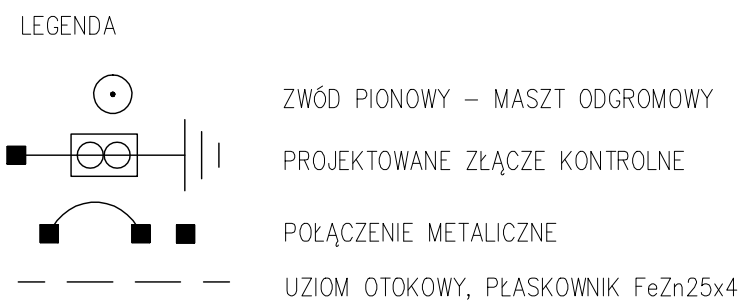 LEGENDA
ZWÓD PIONOWY – MASZT ODGROMOWY
PROJEKTOWANE ZŁĄCZE KONTROLNE
POŁĄCZENIE METALICZNE
UZIOM OTOKOWY, PŁASKOWNIK FeZn25x4